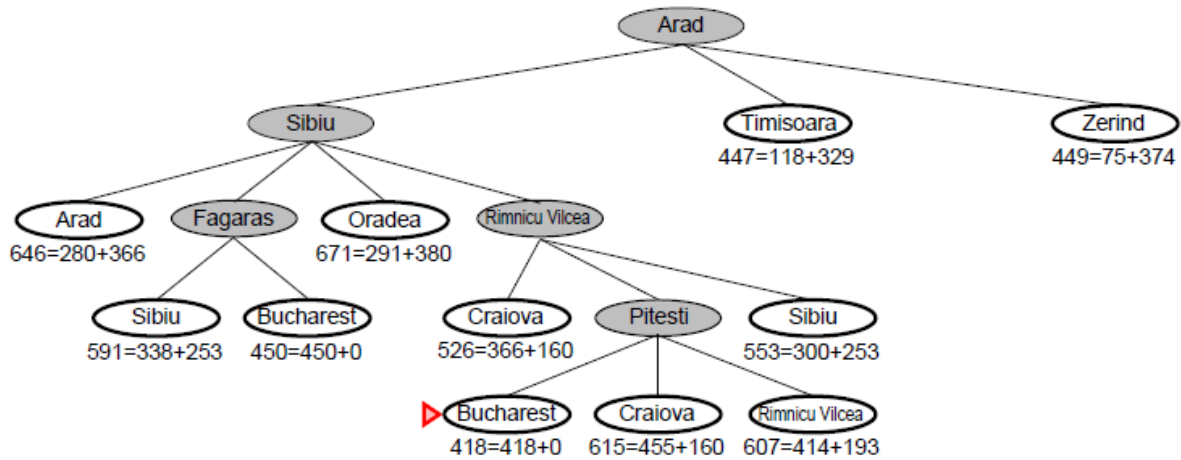 Arad
Sibiu
Timisoara
Zerind
447=118+329
449=75+374
Arad
Fagaras
Oradea
Rimnicu Vilcea
646=280+366
671=291+380
Sibiu
Bucharest
Craiova
Pitesti
Sibiu
591=338+253
450=450+0
526=366+160
553=300+253
Bucharest
Craiova
Rimnicu Vilcea
418=418+0
615=455+160
607=414+193